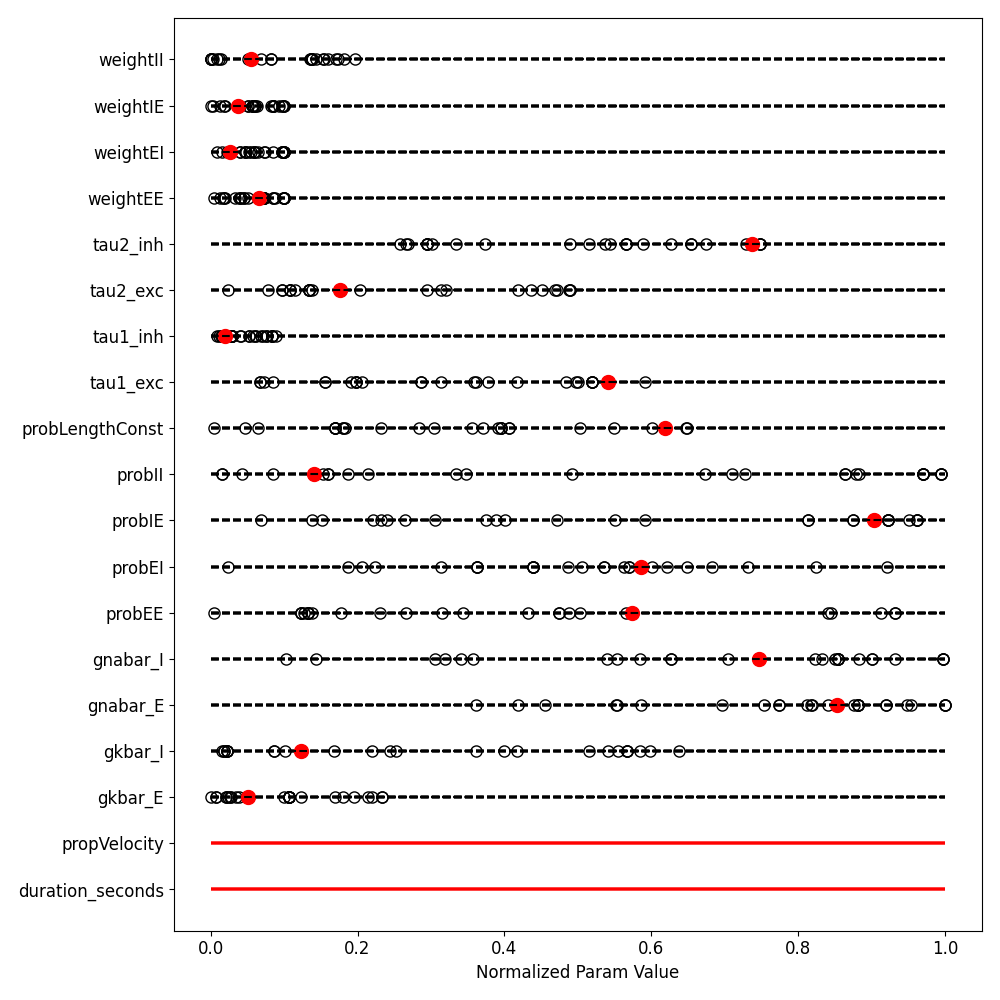 weightII
weightIE
weightEI
weightEE
tau2_inh
tau2_exc
tau1_inh
tau1_exc
probLengthConst
probII
probIE
probEI
probEE
gnabar_I
gnabar_E
gkbar_I
gkbar_E
propVelocity
duration_seconds
0.0 0.2 0.4 0.6 0.8 1.0
Normalized Param Value